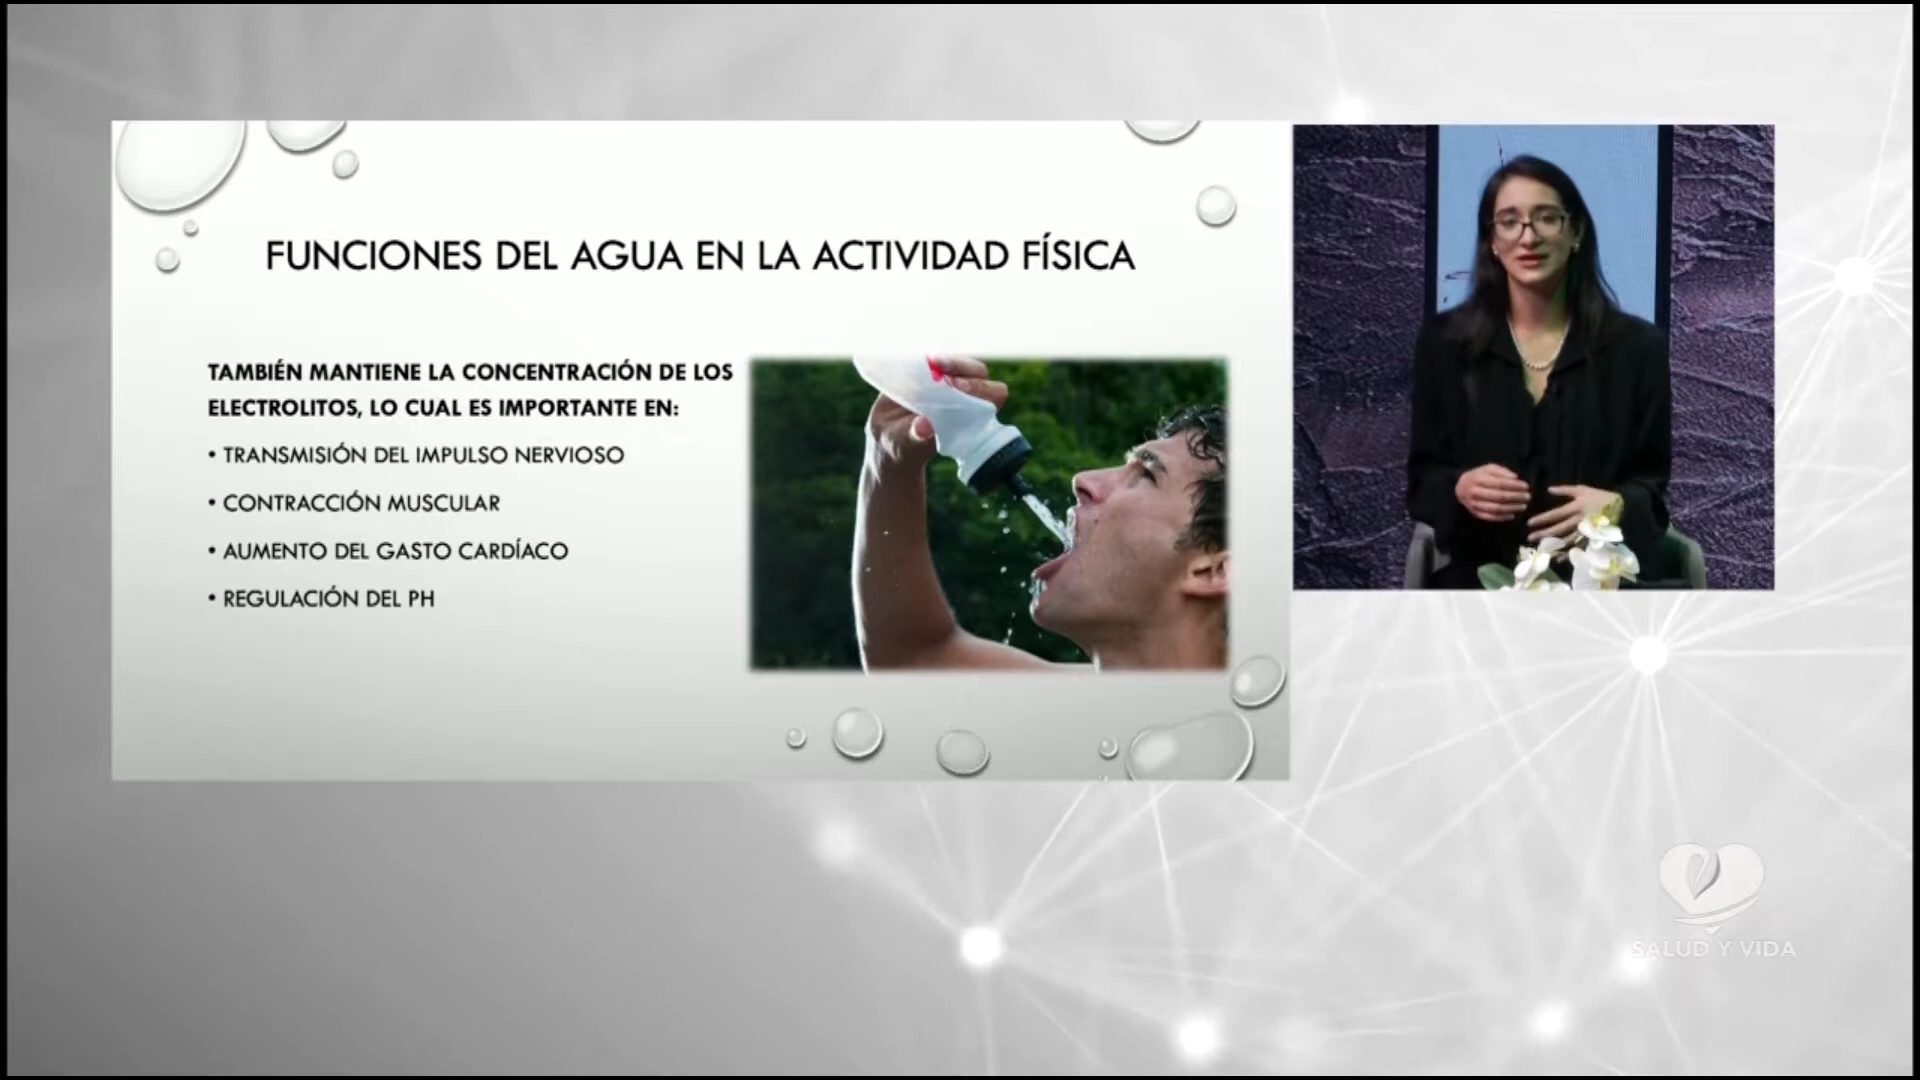 FUNCIONES DEL AGUA EN LA ACTIVIDAD FÍSICA
TAMBIÉN MANTIENE LA CONCENTRACIÓN DE LOS
ELECTROLITOS, LO CUAL ES IMPORTANTE EN:
• TRANSMISIÓN DEL IMPULSO NERVIOSO
• CONTRACCIÓN MUSCULAR
• AUMENTO DEL GASTO CARDÍACO
• REGULACIÓN DEL PH
SALUD Y VIDA